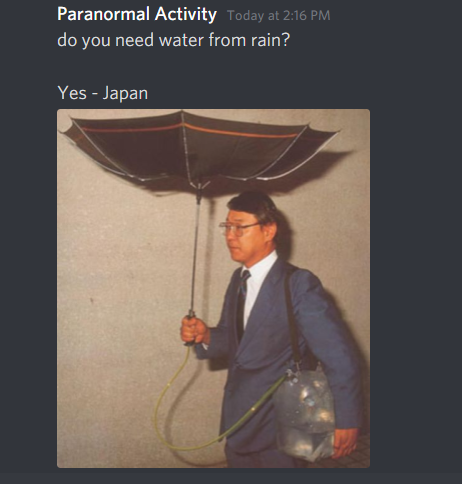 Paranormal Activity Today at 2:16 PM
do you need water from rain?
Yes - Japan